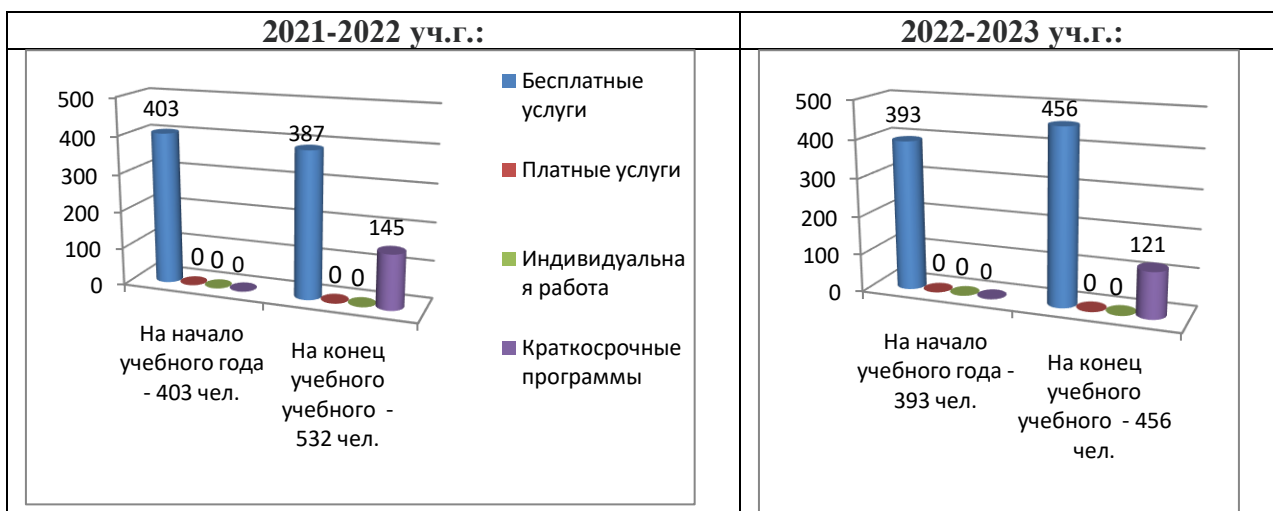 2021-2022 уч.г.:
500
400
300
200
100
0
403
0 0 0
387
0 0
145
На начало
учебного года
- 403 чел.
На конец
учебного
учебного -
532 чел.
Бесплатные
услуги
Платные услуги
Индивидуальна
я работа
Краткосрочные
программы
2022-2023 уч.г.:
500
400
300
200
100
0
393
0 0 0
456
0 0
121
На начало
учебного года -
393 чел.
На конец
учебного
учебного - 456
чел.